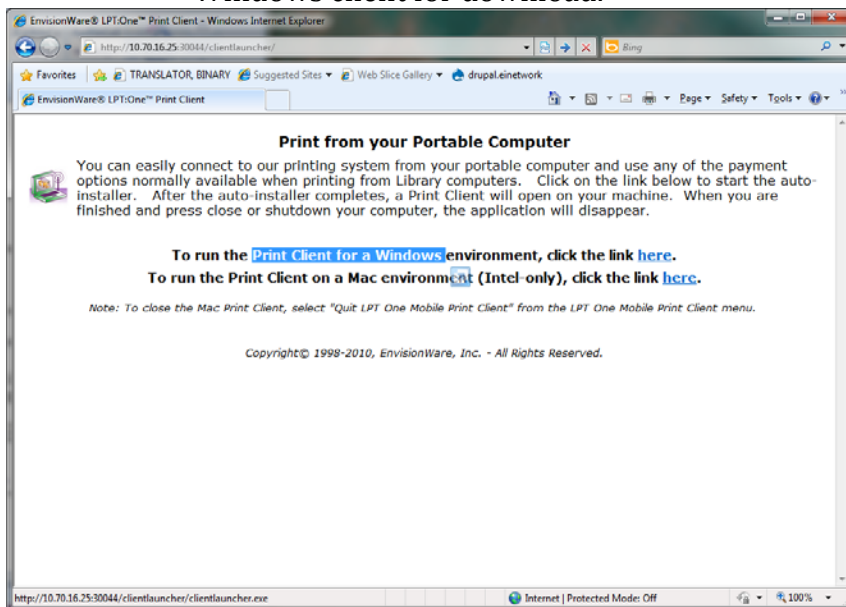 Windows client for download.
EnvisionWare® LPT:One™ Print Client - Windows Internet Explorer
http://10.70.16.25:30044/clientlauncher/
Bing
Favorites TRANSLATOR, BINARY Suggested Sites Web Slice Gallery drupal.einetwork
EnvisionWare® LPT:One™ Print Client
Page Safety Tools
Print from your Portable Computer
You can easily connect to our printing system from your portable computer and use any of the payment
options normally available when printing from Library computers. Click on the link below to start the auto-
installer. After the auto-installer completes, a Print Client will open on your machine. When you are
finished and press close or shutdown your computer, the application will disappear.
To run the Print Client for a Windows environment, click the link here.
To run the Print Client on a Mac environment (Intel-only), click the link here.
Note: To close the Mac Print Client, select "Quit LPT One Mobile Print Client" from the LPT One Mobile Print Client menu.
Copyright© 1998-2010, EnvisionWare, Inc. - All Rights Reserved.
http://10.70.16.25:30044/clientlauncher/clientlauncher.exe
Internet | Protected Mode: Off
100%